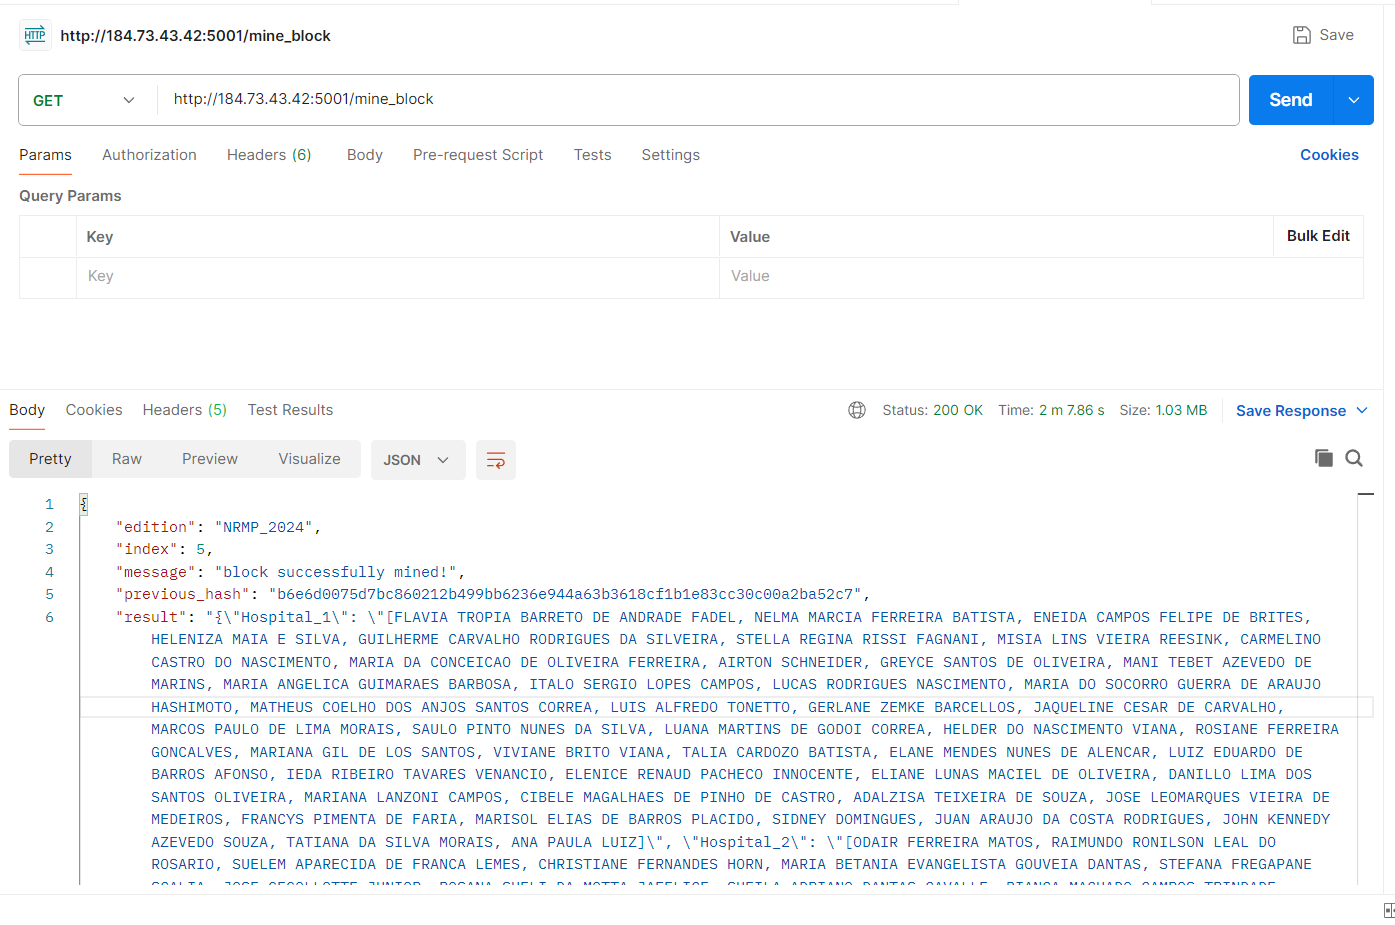 HTTP http://184.73.43.42:5001/mine_block Save
GET http://184.73.43.42:5001/mine_block Send
Params Authorization Headers (6) Body Pre-request Script Tests Settings Cookies
Query Params
Key Value Bulk Edit
Key Value
Body Cookies Headers (5) Test Results Status: 200 OK Time: 2 m 7.86 s Size: 1.03 MB Save Response
Pretty Raw Preview Visualize JSON
1 {
2 "edition": "NRMP_2024",
3 "index": 5,
4 "message": "block successfully mined!",
5 "previous_hash": "b6e6d0075d7bc860212b499bb6236e944a63b3618cf1b1e83cc30c00a2ba52c7",
6 "result": "{\"Hospital_1\": \"[FLAVIA TROPIA BARRETO DE ANDRADE FADEL, NELMA MARCIA FERREIRA BATISTA, ENEIDA CAMPOS FELIPE DE BRITES,
HELENIZA MAIA E SILVA, GUILHERME CARVALHO RODRIGUES DA SILVEIRA, STELLA REGINA RISSI FAGNANI, MISIA LINS VIEIRA REESINK, CARMELINO
CASTRO DO NASCIMENTO, MARIA DA CONCEICAO DE OLIVEIRA FERREIRA, AIRTON SCHNEIDER, GREYCE SANTOS DE OLIVEIRA, MANI TEBET AZEVEDO DE
MARINS, MARIA ANGELICA GUIMARAES BARBOSA, ITALO SERGIO LOPES CAMPOS, LUCAS RODRIGUES NASCIMENTO, MARIA DO SOCORRO GUERRA DE ARAUJO
HASHIMOTO, MATHEUS COELHO DOS ANJOS SANTOS CORREA, LUIS ALFREDO TONETTO, GERLANE ZEMKE BARCELLOS, JAQUELINE CESAR DE CARVALHO,
MARCOS PAULO DE LIMA MORAIS, SAULO PINTO NUNES DA SILVA, LUANA MARTINS DE GODOI CORREA, HELDER DO NASCIMENTO VIANA, ROSIANE FERREIRA
GONCALVES, MARIANA GIL DE LOS SANTOS, VIVIANE BRITO VIANA, TALIA CARDOZO BATISTA, ELANE MENDES NUNES DE ALENCAR, LUIZ EDUARDO DE
BARROS AFONSO, IEDA RIBEIRO TAVARES VENANCIO, ELENICE RENAUD PACHECO INNOCENTE, ELIANE LUNAS MACIEL DE OLIVEIRA, DANILLO LIMA DOS
SANTOS OLIVEIRA, MARIANA LANZONI CAMPOS, CIBELE MAGALHAES DE PINHO DE CASTRO, ADALZISA TEIXEIRA DE SOUZA, JOSE LEOMARQUES VIEIRA DE
MEDEIROS, FRANCYS PIMENTA DE FARIA, MARISOL ELIAS DE BARROS PLACIDO, SIDNEY DOMINGUES, JUAN ARAUJO DA COSTA RODRIGUES, JOHN KENNEDY
AZEVEDO SOUZA, TATIANA DA SILVA MORAIS, ANA PAULA LUIZ]\", \"Hospital_2\": \"[ODAIR FERREIRA MATOS, RAIMUNDO RONILSON LEAL DO
ROSARIO, SUELEM APARECIDA DE FRANCA LEMES, CHRISTIANE FERNANDES HORN, MARIA BETANIA EVANGELISTA GOUVEIA DANTAS, STEFANA FREGAPANE